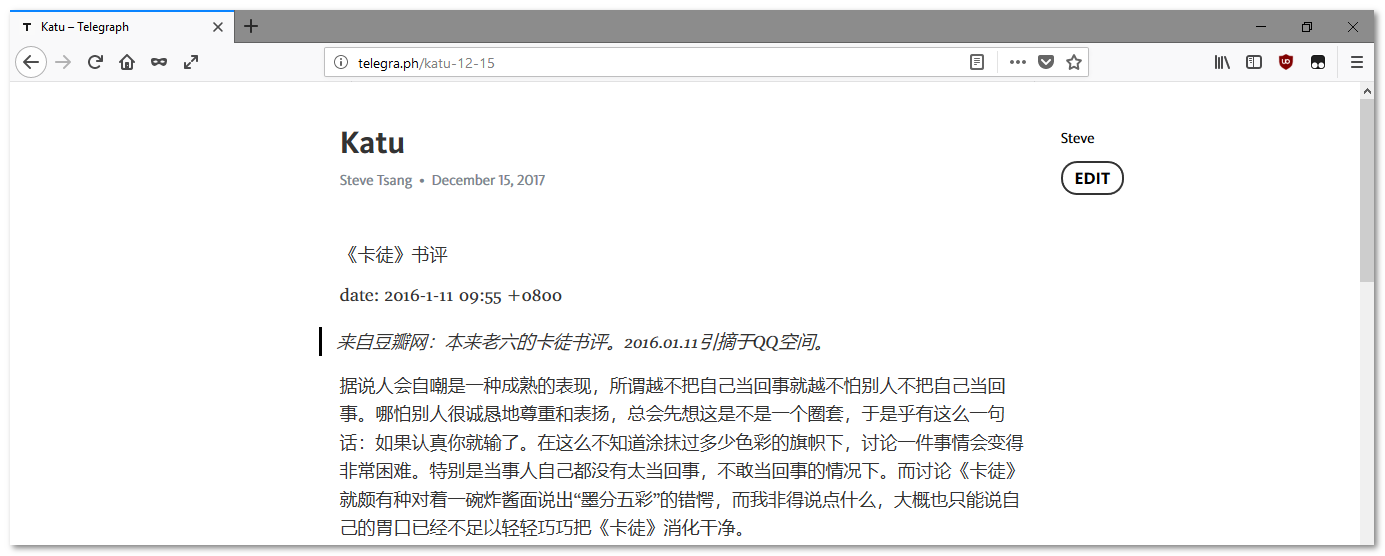 Katu – Telegraph
telegra.ph/katu-12-15
Katu
Steve
Steve Tsang • December 15, 2017
EDIT
《卡徒》书评
date: 2016-1-11 09:55 +0800
来自豆瓣网：本来老六的卡徒书评。2016.01.11引摘于QQ空间。
据说人会自嘲是一种成熟的表现，所谓越不把自己当回事就越不怕别人不把自己当回
事。哪怕别人很诚恳地尊重和表扬，总会先想这是不是一个圈套，于是乎有这么一句
话：如果认真你就输了。在这么不知道涂抹过多少色彩的旗帜下，讨论一件事情会变得
非常困难。特别是当事人自己都没有太当回事，不敢当回事的情况下。而讨论《卡徒》
就颇有种对着一碗炸酱面说出“墨分五彩”的错愕，而我非得说点什么，大概也只能说自
己的胃口已经不足以轻轻巧巧把《卡徒》消化干净。